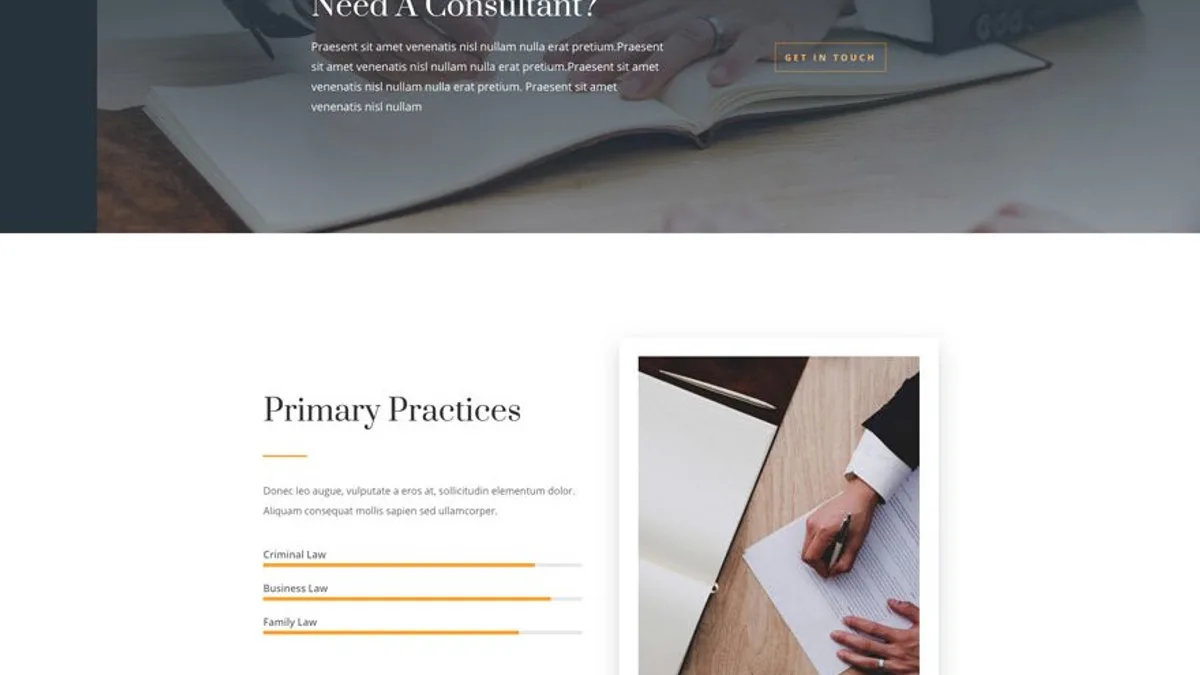 Need A Consultant?
Praesent sit amet venenatis nisl nullam nulla erat pretium.Praesent
sit amet venenatis nisl nullam nulla erat pretium.Praesent sit amet
venenatis nisl nullam nulla erat pretium. Praesent sit amet
venenatis nisl nullam
GET IN TOUCH
Primary Practices
Donec leo augue, vulputate a eros at, sollicitudin elementum dolor.
Aliquam consequat mollis sapien sed ullamcorper.
Criminal Law
Business Law
Family Law